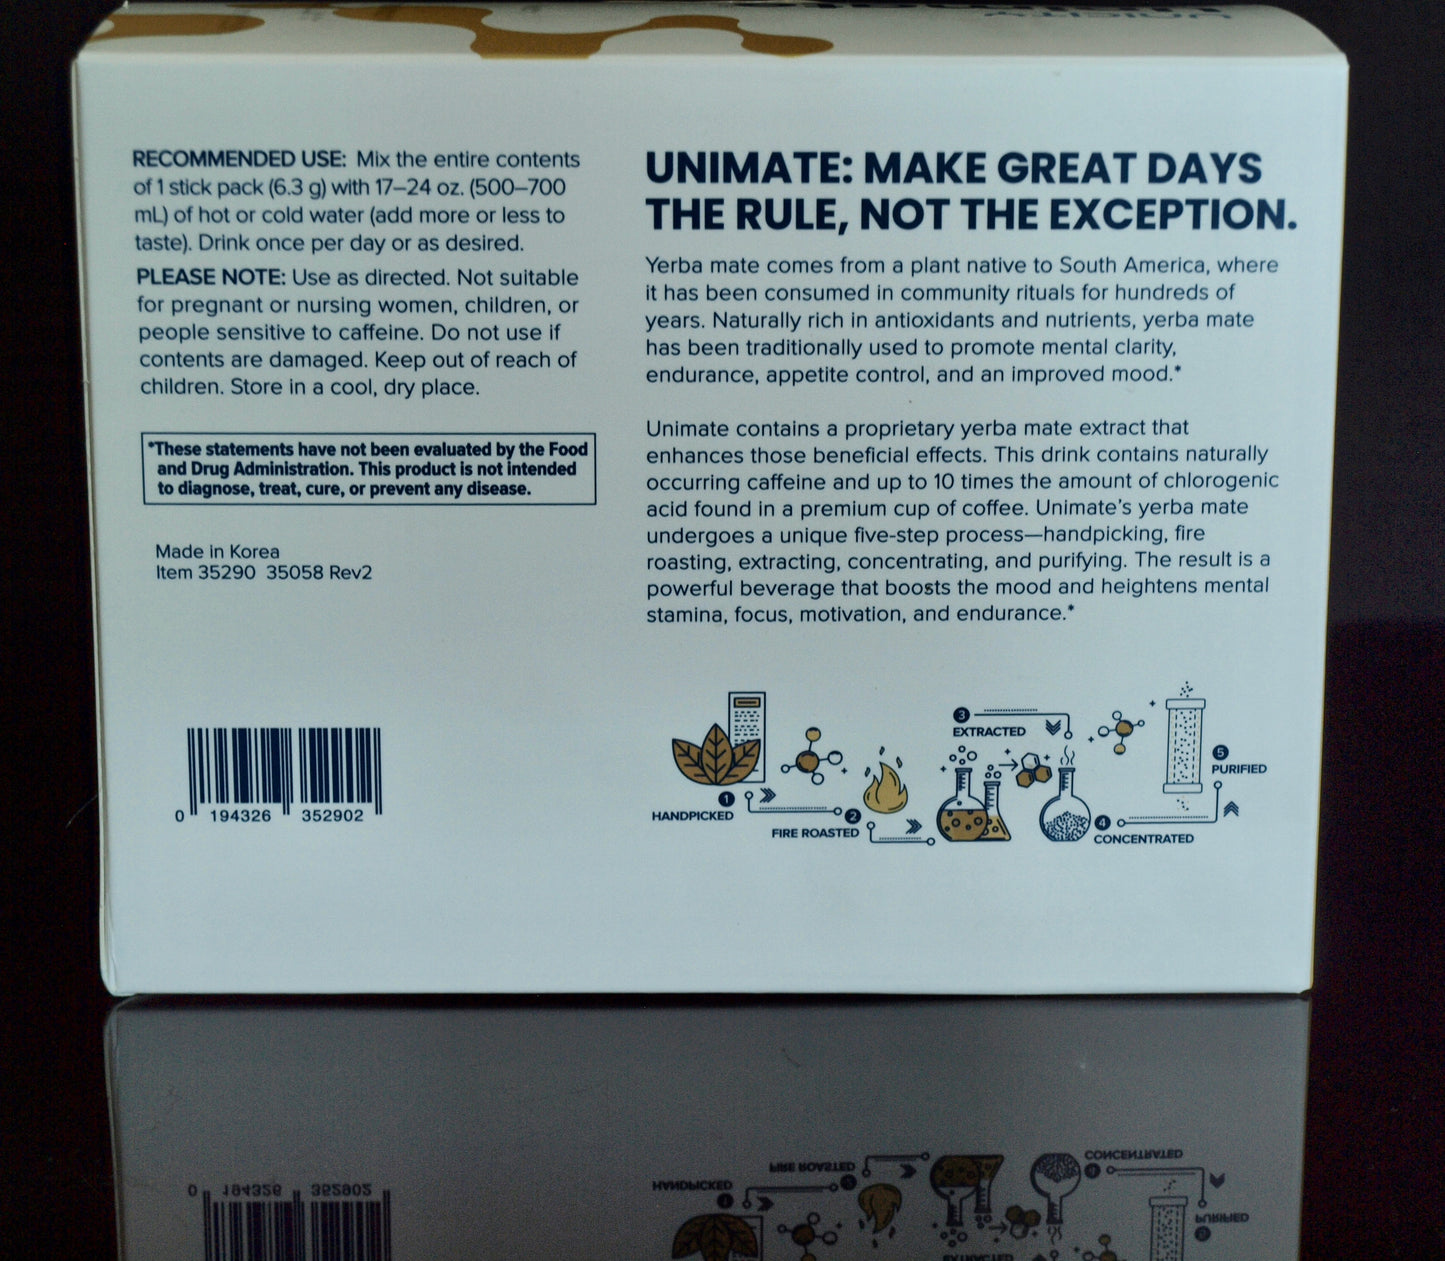 UNICITY
RECOMMENDED USE: Mix the entire contents
of 1 stick pack (6.3 g) with 17–24 oz. (500–700
mL) of hot or cold water (add more or less to
taste). Drink once per day or as desired.
PLEASE NOTE: Use as directed. Not suitable
for pregnant or nursing women, children, or
people sensitive to caffeine. Do not use if
contents are damaged. Keep out of reach of
children. Store in a cool, dry place.
*These statements have not been evaluated by the Food
and Drug Administration. This product is not intended
to diagnose, treat, cure, or prevent any disease.
Made in Korea
Item 35290 35058 Rev2
0 194326 352902
UNIMATE: MAKE GREAT DAYS
THE RULE, NOT THE EXCEPTION.
Yerba mate comes from a plant native to South America, where
it has been consumed in community rituals for hundreds of
years. Naturally rich in antioxidants and nutrients, yerba mate
has been traditionally used to promote mental clarity,
endurance, appetite control, and an improved mood.*
Unimate contains a proprietary yerba mate extract that
enhances those beneficial effects. This drink contains naturally
occurring caffeine and up to 10 times the amount of chlorogenic
acid found in a premium cup of coffee. Unimate's yerba mate
undergoes a unique five-step process—handpicking, fire
roasting, extracting, concentrating, and purifying. The result is a
powerful beverage that boosts the mood and heightens mental
stamina, focus, motivation, and endurance.*
1
HANDPICKED
2
FIRE ROASTED
3
EXTRACTED
4
CONCENTRATED
5
PURIFIED